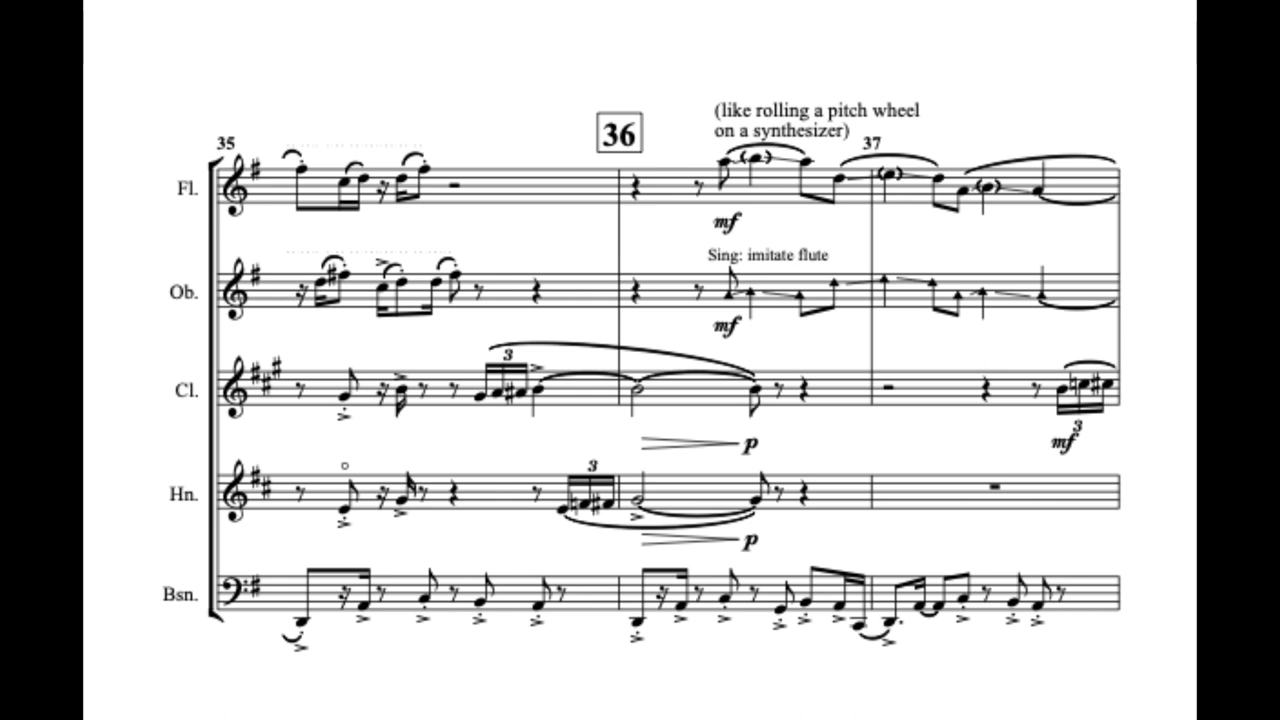 (like rolling a pitch wheel
on a synthesizer)
35
36
37
Fl.
mf
Sing: imitate flute
Ob.
mf
3
Cl.
3
p
mf
3
Hn.
p
Bsn.